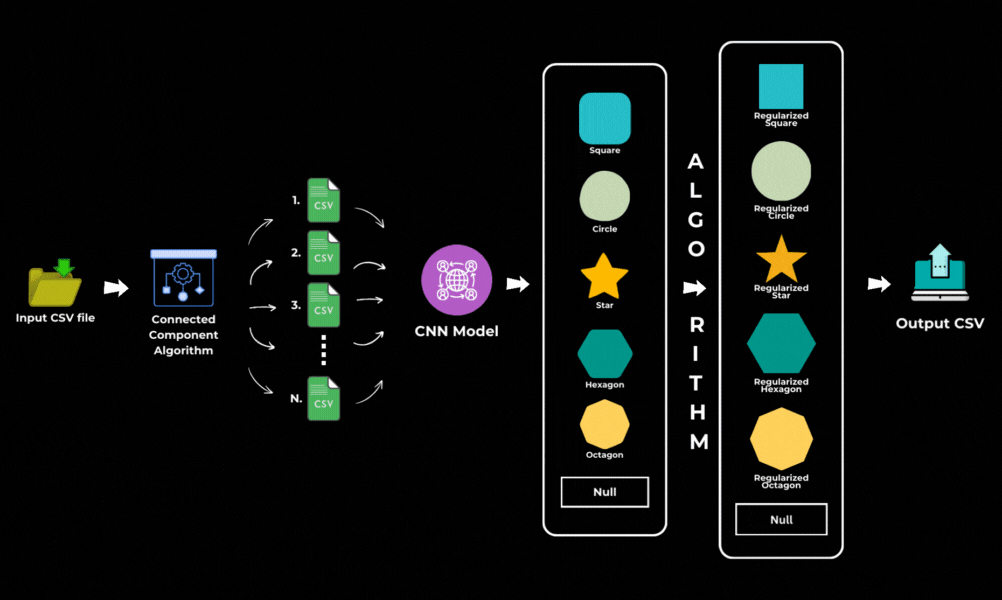 Input CSV file
Connected
Component
Algorithm
1.
CSV
2.
CSV
3.
CSV
N.
CSV
CNN Model
Square
Circle
Star
Hexagon
Octagon
Null
A
L
G
O
R
I
T
H
M
Regularized
Square
Regularized
Circle
Regularized
Star
Regularized
Hexagon
Regularized
Octagon
Null
Output CSV